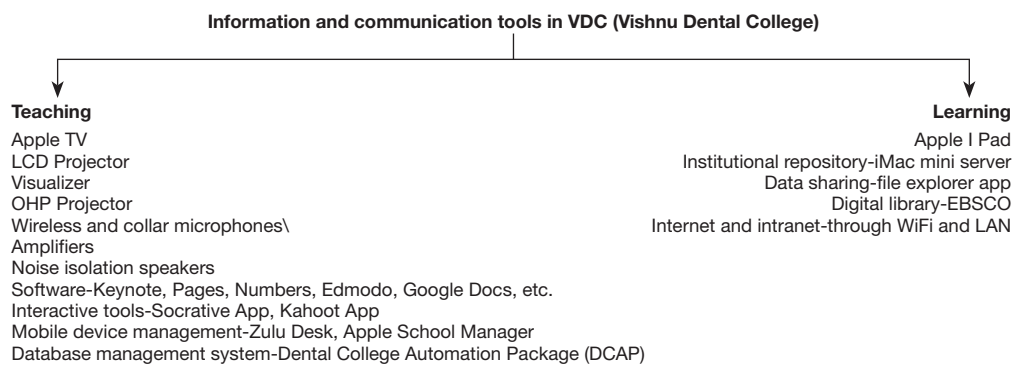 Information and communication tools in VDC (Vishnu Dental College)
Teaching
Apple TV
LCD Projector
Visualizer
OHP Projector
Wireless and collar microphones\
Amplifiers
Noise isolation speakers
Software-Keynote, Pages, Numbers, Edmodo, Google Docs, etc.
Interactive tools-Socrative App, Kahoot App
Mobile device management-Zulu Desk, Apple School Manager
Database management system-Dental College Automation Package (DCAP)
Learning
Apple I Pad
Institutional repository-iMac mini server
Data sharing-file explorer app
Digital library-EBSCO
Internet and intranet-through WiFi and LAN